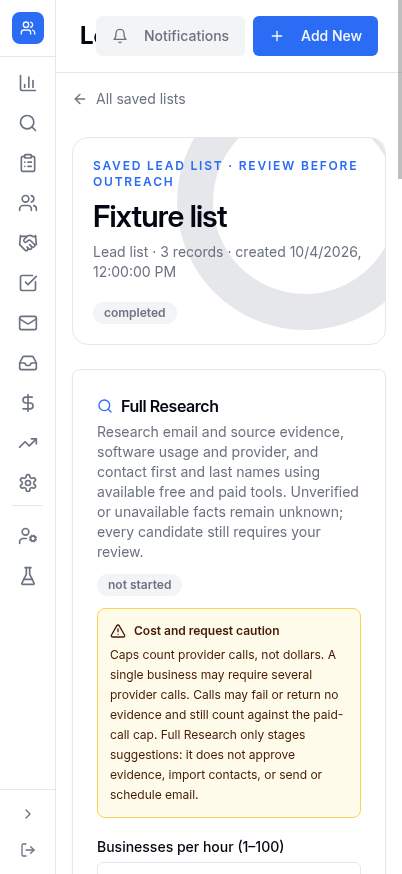 Notifications
Add New
All saved lists
SAVED LEAD LIST · REVIEW BEFORE
OUTREACH
Fixture list
Lead list · 3 records · created 10/4/2026,
12:00:00 PM
completed
Full Research
Research email and source evidence,
software usage and provider, and
contact first and last names using
available free and paid tools. Unverified
or unavailable facts remain unknown;
every candidate still requires your
review.
not started
Cost and request caution
Caps count provider calls, not dollars. A
single business may require several
provider calls. Calls may fail or return no
evidence and still count against the paid-
call cap. Full Research only stages
suggestions: it does not approve
evidence, import contacts, or send or
schedule email.
Businesses per hour (1–100)